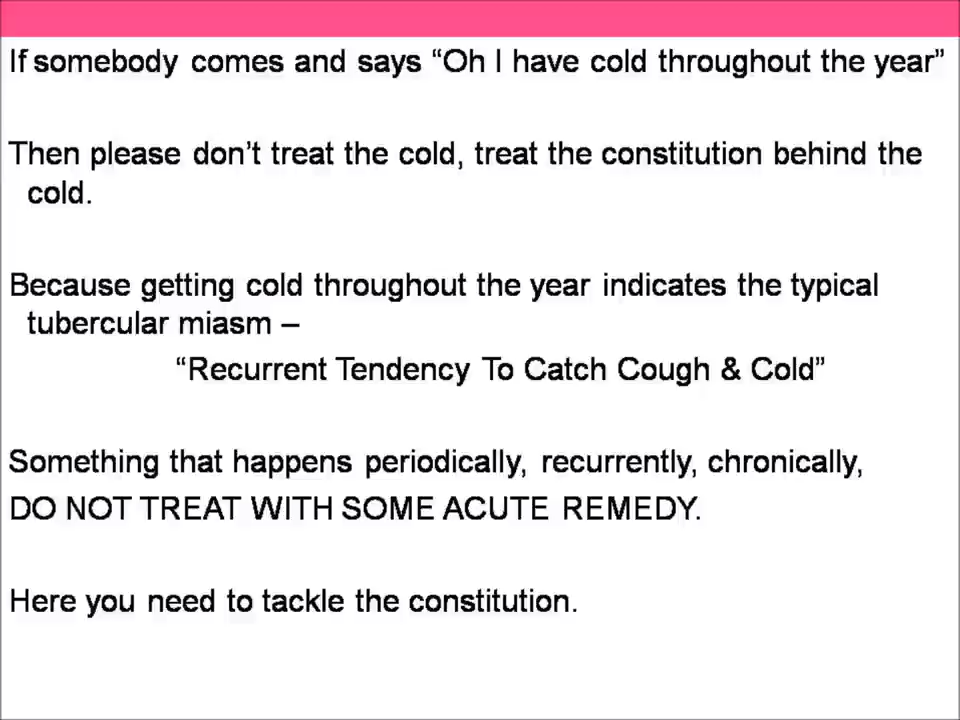 If somebody comes and says “Oh I have cold throughout the year”
Then please don’t treat the cold, treat the constitution behind the
cold.
Because getting cold throughout the year indicates the typical
tubercular miasm –
“Recurrent Tendency To Catch Cough & Cold”
Something that happens periodically, recurrently, chronically,
DO NOT TREAT WITH SOME ACUTE REMEDY.
Here you need to tackle the constitution.